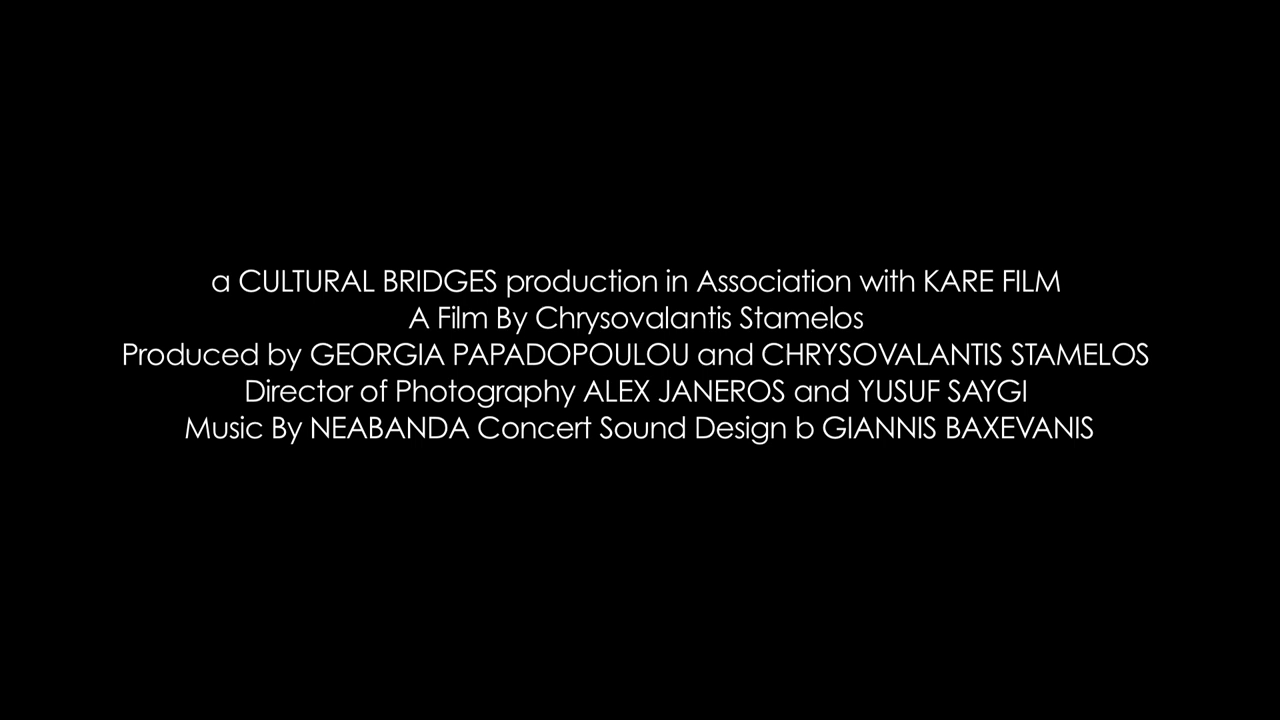 a CULTURAL BRIDGES production in Association with KARE FILM
A Film By Chrysovalantis Stamelos
Produced by GEORGIA PAPADOPOULOU and CHRYSOVALANTIS STAMELOS
Director of Photography ALEX JANEROS and YUSUF SAYGI
Music By NEABANDA Concert Sound Design b GIANNIS BAXEVANIS